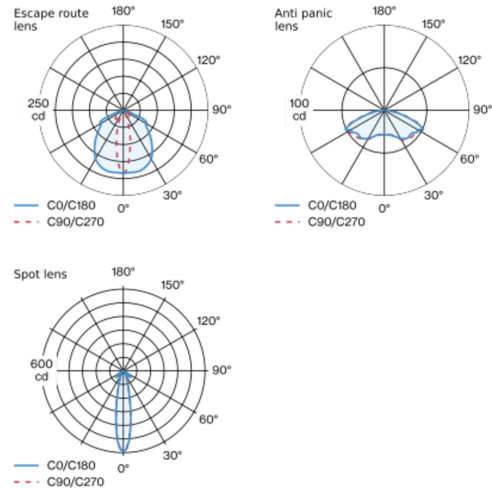 Escape route
lens
180°
150°
120°
250
cd
90°
60°
30°
0°
C0/C180
C90/C270
Anti panic
lens
180°
150°
120°
100
cd
90°
60°
30°
0°
C0/C180
C90/C270
Spot lens
180°
150°
120°
600
cd
90°
60°
30°
0°
C0/C180
C90/C270